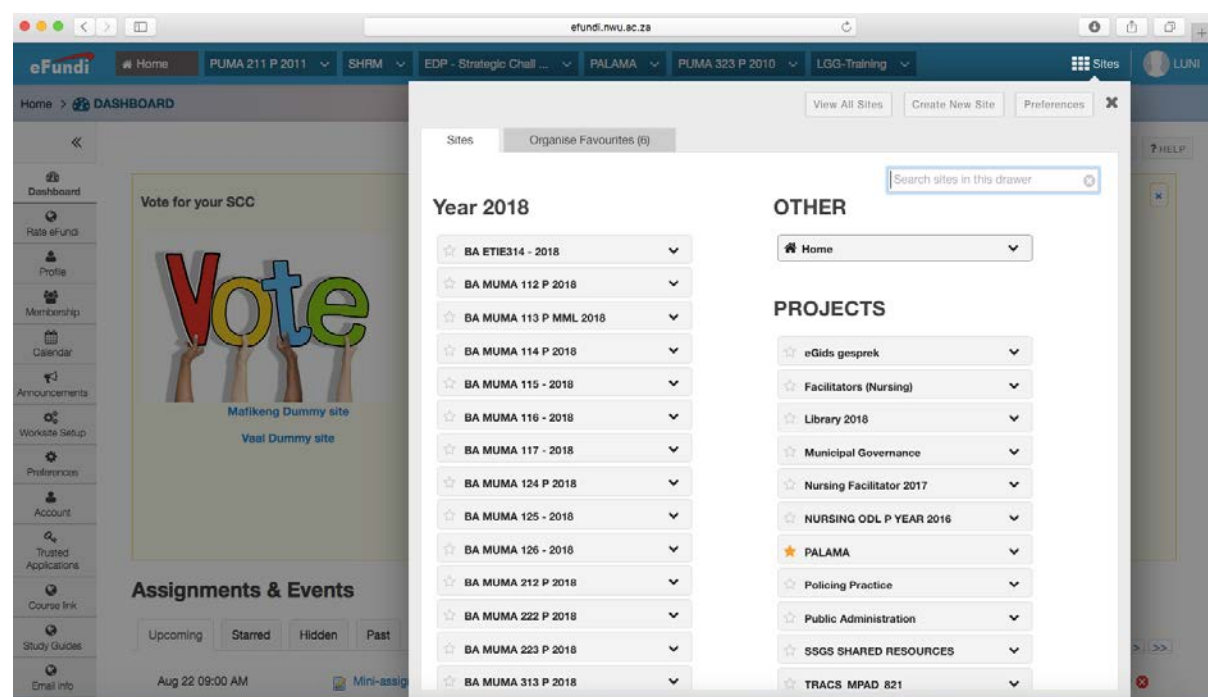 efundi.nwu.ac.za
eFundi
Home
PUMA 211 P 2011
SHRM
EDP - Strategic Chall ...
PALAMA
PUMA 323 P 2010
LGG-Training
Sites
LUNI
Home > DASHBOARD
View All Sites
Create New Site
Preferences
Sites
Organise Favourites (6)
? HELP
Search sites in this drawer
Dashboard
Rate eFundi
Profile
Membership
Calendar
Announcements
Worksite Setup
Preferences
Account
Trusted
Applications
Course link
Study Guides
Email info
Vote for your SCC
Vote
Mafikeng Dummy site
Vaal Dummy site
Assignments & Events
Upcoming
Starred
Hidden
Past
Aug 22 09:00 AM
Mini-assig
Year 2018
BA ETIE314 - 2018
BA MUMA 112 P 2018
BA MUMA 113 P MML 2018
BA MUMA 114 P 2018
BA MUMA 115 - 2018
BA MUMA 116 - 2018
BA MUMA 117 - 2018
BA MUMA 124 P 2018
BA MUMA 125 - 2018
BA MUMA 126 - 2018
BA MUMA 212 P 2018
BA MUMA 222 P 2018
BA MUMA 223 P 2018
BA MUMA 313 P 2018
OTHER
Home
PROJECTS
eGids gesprek
Facilitators (Nursing)
Library 2018
Municipal Governance
Nursing Facilitator 2017
NURSING ODL P YEAR 2016
PALAMA
Policing Practice
Public Administration
SSGS SHARED RESOURCES
TRACS MPAD 821
> >>